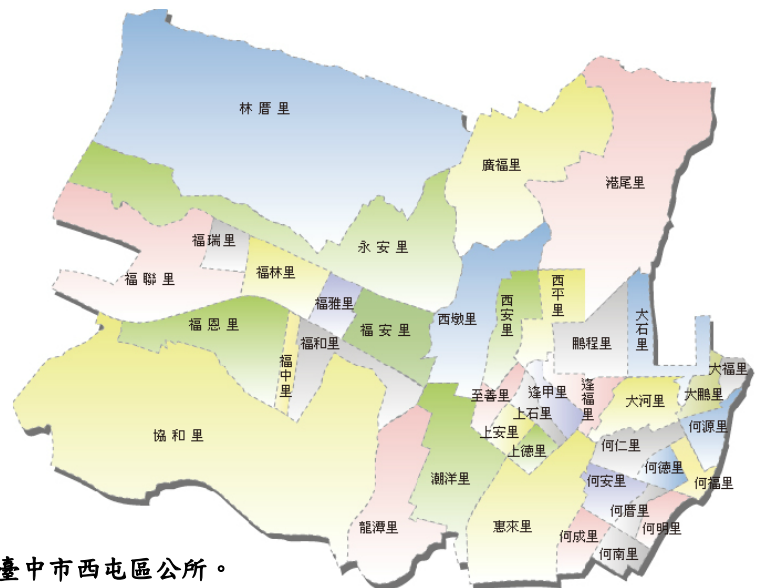 林厝里
廣福里
港尾里
永安里
福瑞里
福聯里
福林里
福雅里
福恩里
福安里
福和里
福中里
西墩里
西安里
西平里
鵬程里
大石里
大福里
大鵬里
至善里
逢甲里
逢福里
大河里
上石里
何源里
上安里
上德里
何仁里
協和里
潮洋里
何德里
何安里
何福里
何厝里
龍潭里
惠來里
何成里
何明里
何南里
臺中市西屯區公所。